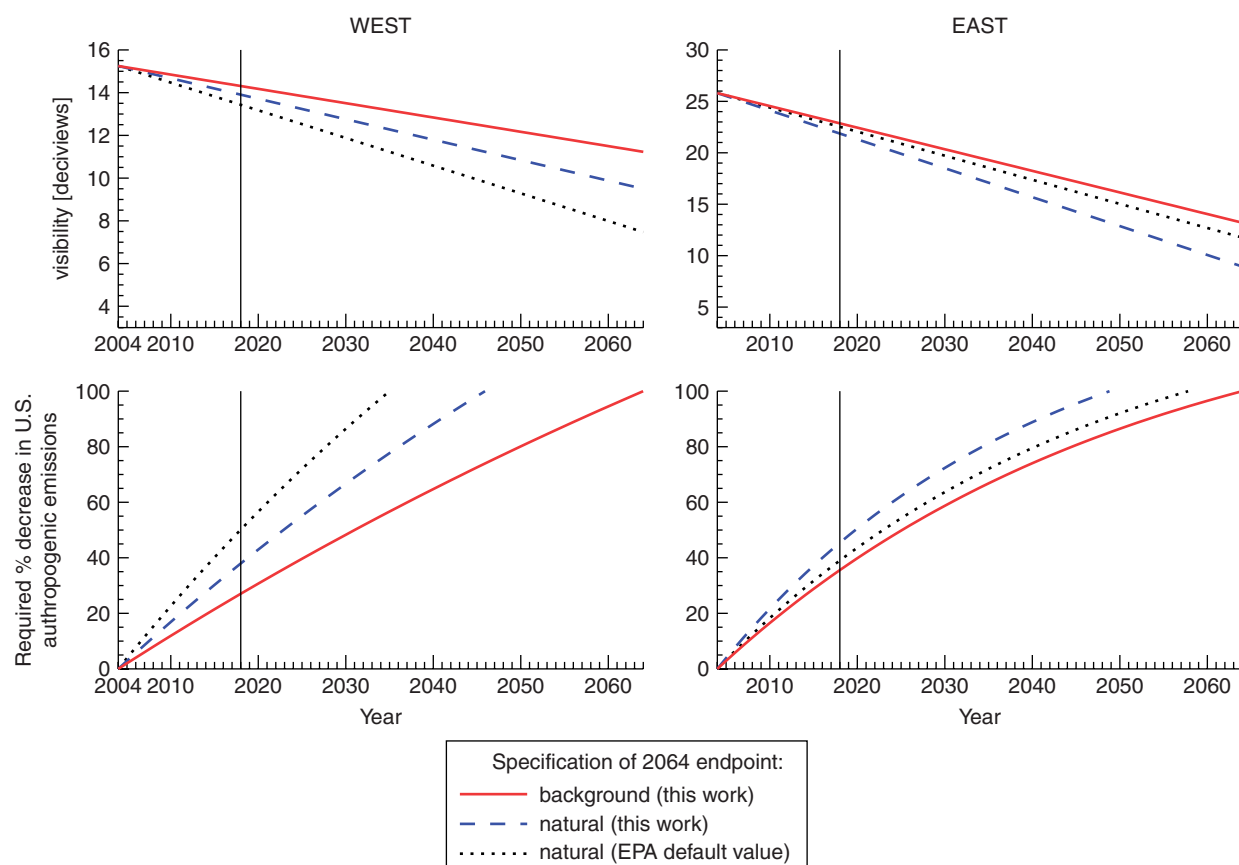 WEST
EAST
visibility [deciviews]
16
14
12
10
8
6
4
2004 2010 2020 2030 2040 2050 2060
30
25
20
15
10
5
2010 2020 2030 2040 2050 2060
Required % decrease in U.S.
authropogenic emissions
100
80
60
40
20
0
2004 2010 2020 2030 2040 2050 2060
Year
100
80
60
40
20
0
2010 2020 2030 2040 2050 2060
Year
Specification of 2064 endpoint:
background (this work)
natural (this work)
natural (EPA default value)